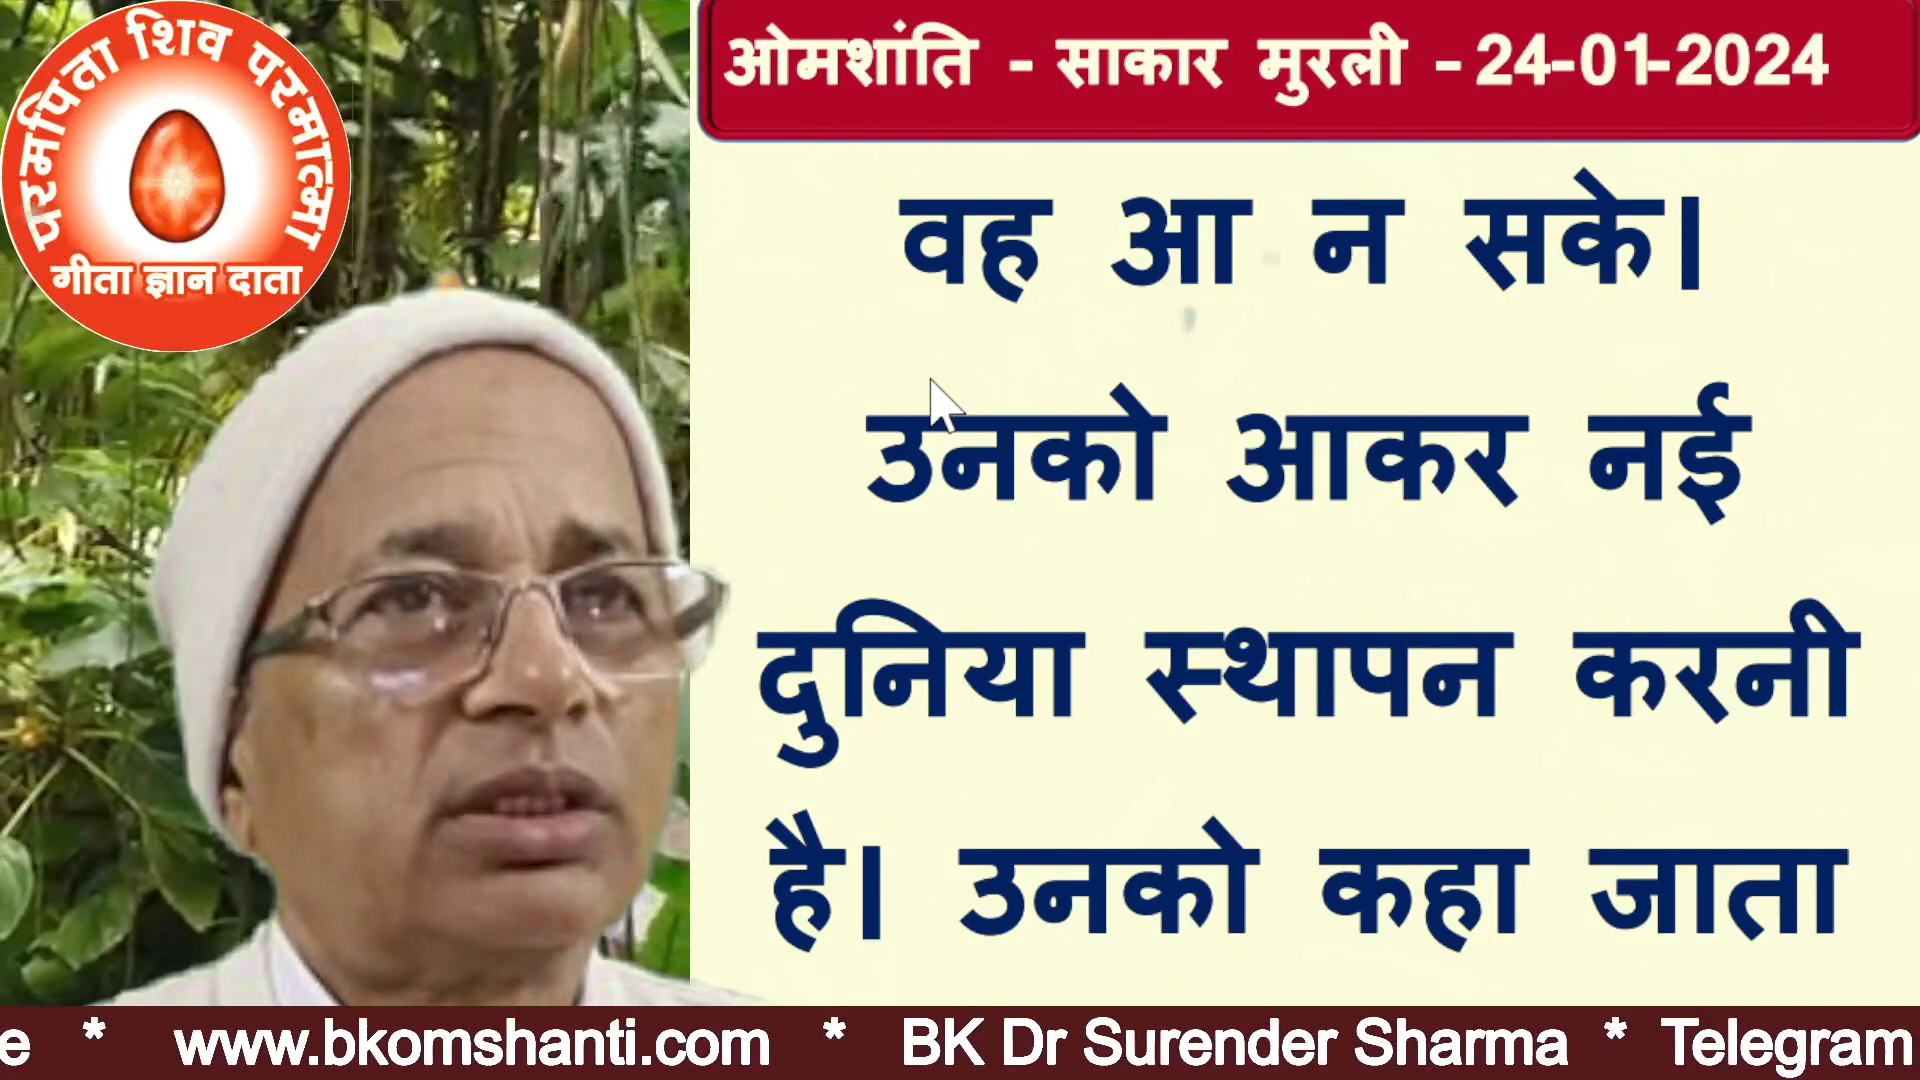 परमपिता शिव परमात्मा
गीता ज्ञान दाता
ओमशांति - साकार मुरली - 24-01-2024
वह आ न सके।
उनको आकर नई
दुनिया स्थापन करनी
है। उनको कहा जाता
e * www.bkomshanti.com * BK Dr Surender Sharma * Telegram